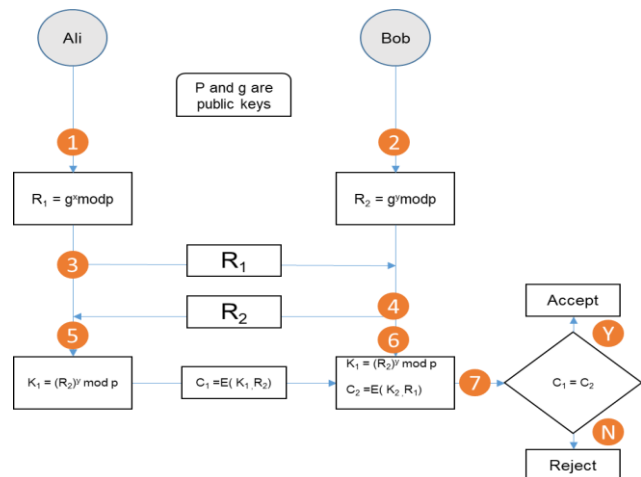 Ali
Bob
P and g are
public keys
1
2
R₁ = gˣmodp
R₂ = gʸmodp
3
R₁
R₂
4
Accept
5
6
Y
K₁ = (R₂)ʸ mod p
C₁ =E( K₁, R₂)
K₁ = (R₂)ʸ mod p
C₂ =E( K₂, R₁)
7
C₁ = C₂
N
Reject